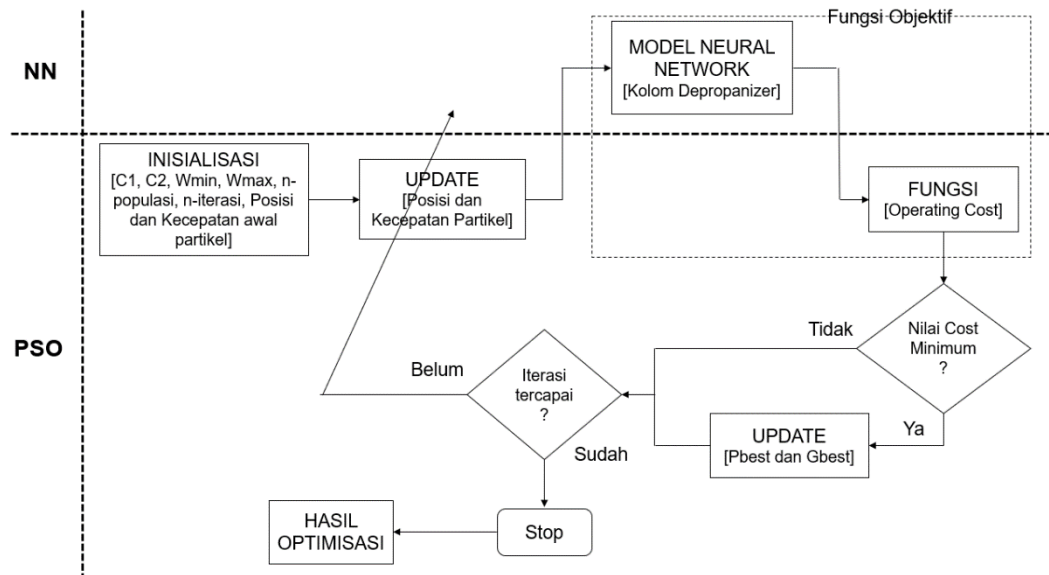 Fungsi Objektif
NN
MODEL NEURAL
NETWORK
[Kolom Depropanizer]
INISIALISASI
[C1, C2, Wmin, Wmax, n-
populasi, n-iterasi, Posisi
dan Kecepatan awal
partikel]
UPDATE
[Posisi dan
Kecepatan Partikel]
FUNGSI
[Operating Cost]
PSO
Tidak
Nilai Cost
Minimum
?
Belum
Iterasi
tercapai
?
Ya
UPDATE
[Pbest dan Gbest]
Sudah
HASIL
OPTIMISASI
Stop